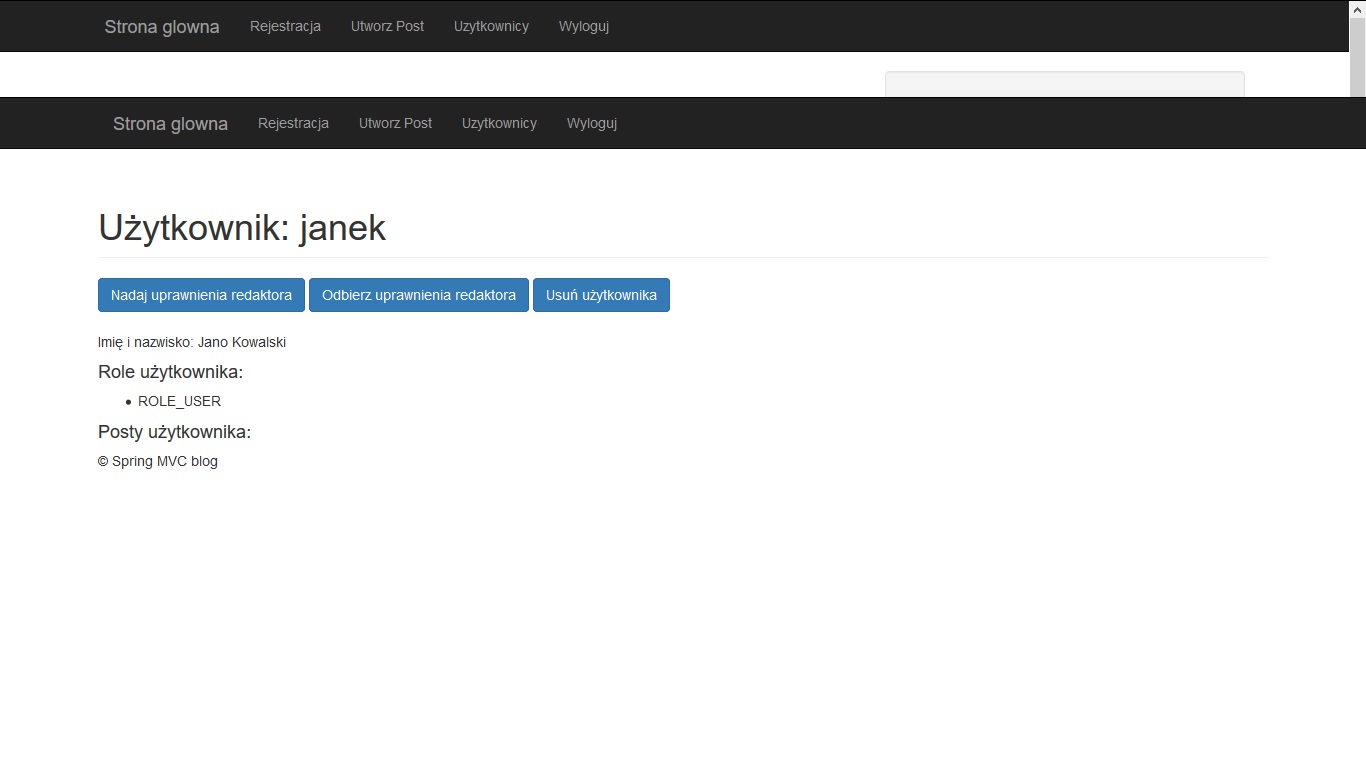 Strona glowna Rejestracja Utworz Post Uzytkownicy Wyloguj
Strona glowna Rejestracja Utworz Post Uzytkownicy Wyloguj
Użytkownik: janek
Nadaj uprawnienia redaktora Odbierz uprawnienia redaktora Usuń użytkownika
Imię i nazwisko: Jano Kowalski
Role użytkownika:
• ROLE_USER
Posty użytkownika:
© Spring MVC blog